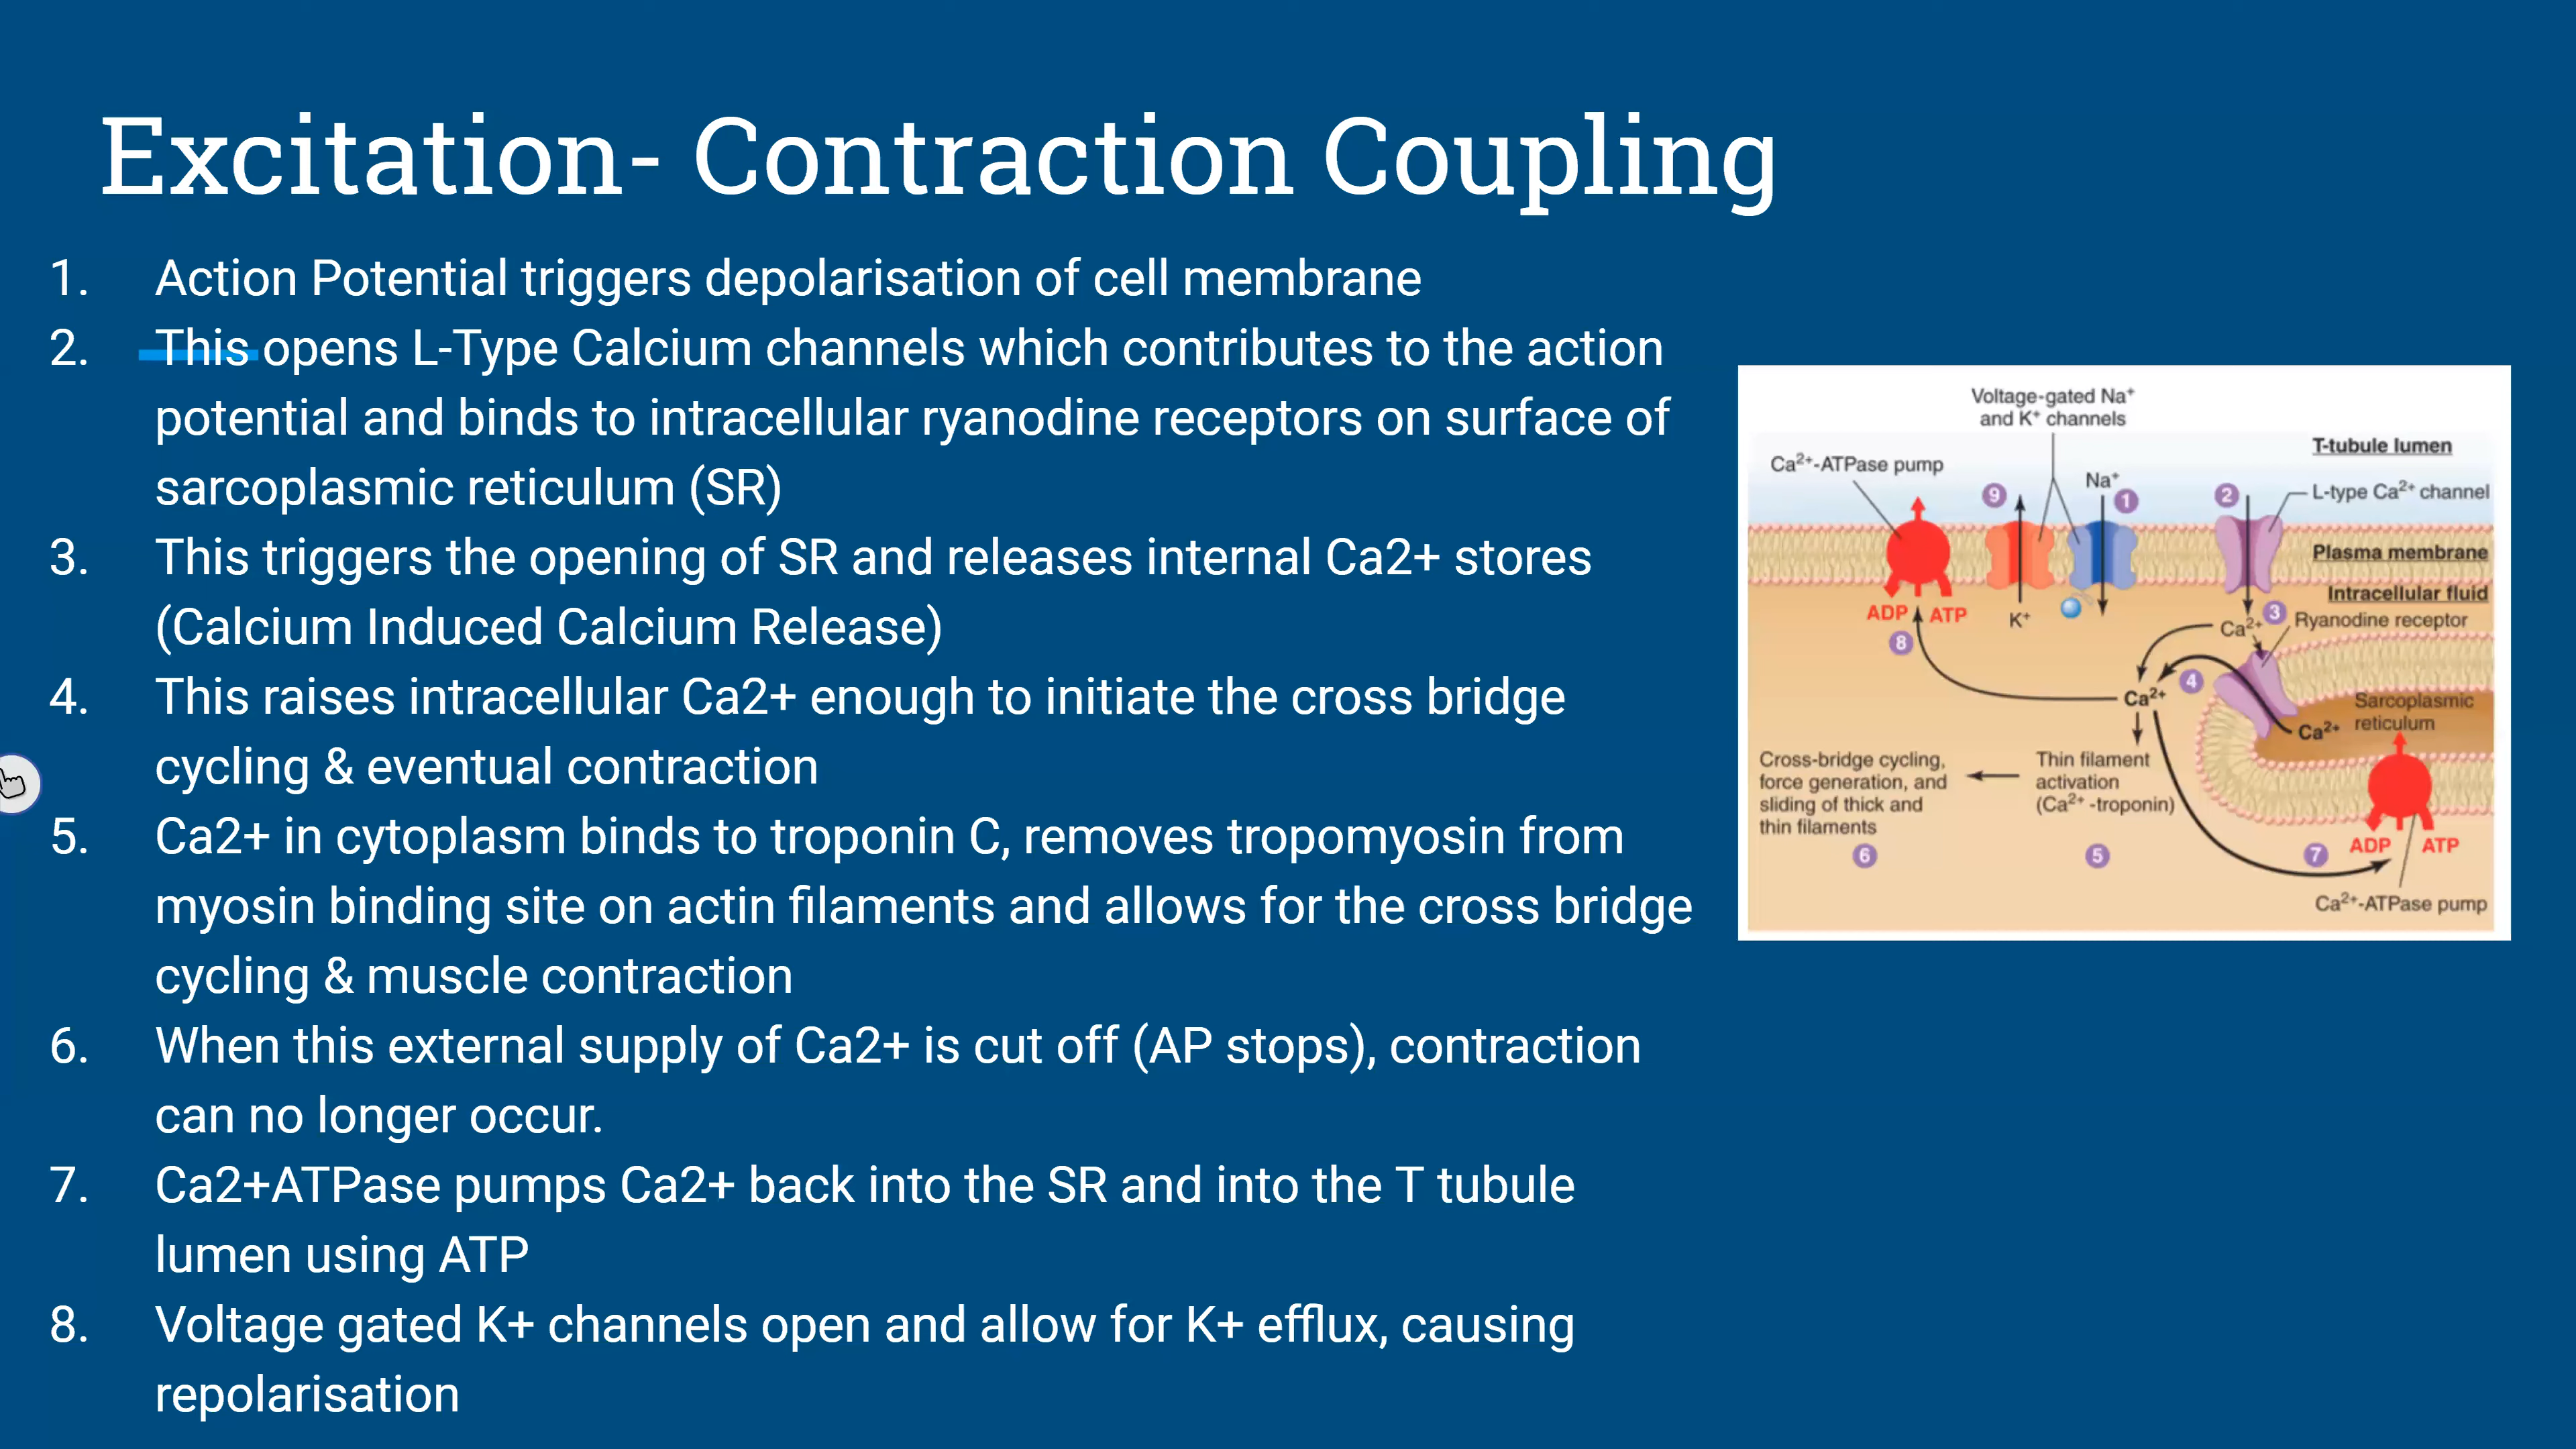 Excitation- Contraction Coupling
1. Action Potential triggers depolarisation of cell membrane
2. This opens L-Type Calcium channels which contributes to the action
potential and binds to intracellular ryanodine receptors on surface of
sarcoplasmic reticulum (SR)
3. This triggers the opening of SR and releases internal Ca2+ stores
(Calcium Induced Calcium Release)
4. This raises intracellular Ca2+ enough to initiate the cross bridge
cycling & eventual contraction
5. Ca2+ in cytoplasm binds to troponin C, removes tropomyosin from
myosin binding site on actin filaments and allows for the cross bridge
cycling & muscle contraction
6. When this external supply of Ca2+ is cut off (AP stops), contraction
can no longer occur.
7. Ca2+ATPase pumps Ca2+ back into the SR and into the T tubule
lumen using ATP
8. Voltage gated K+ channels open and allow for K+ efflux, causing
repolarisation
Voltage-gated Na⁺
and K⁺ channels
T-tubule lumen
Ca²⁺-ATPase pump
Na⁺
9
1
2
L-type Ca²⁺ channel
Plasma membrane
Intracellular fluid
ADP
ATP
K⁺
Ca²⁺
3
Ryanodine receptor
8
4
Ca²⁺
Sarcoplasmic
reticulum
Ca²⁺
Cross-bridge cycling,
force generation, and
sliding of thick and
thin filaments
Thin filament
activation
(Ca²⁺ -troponin)
6
5
7
ADP
ATP
Ca²⁺-ATPase pump